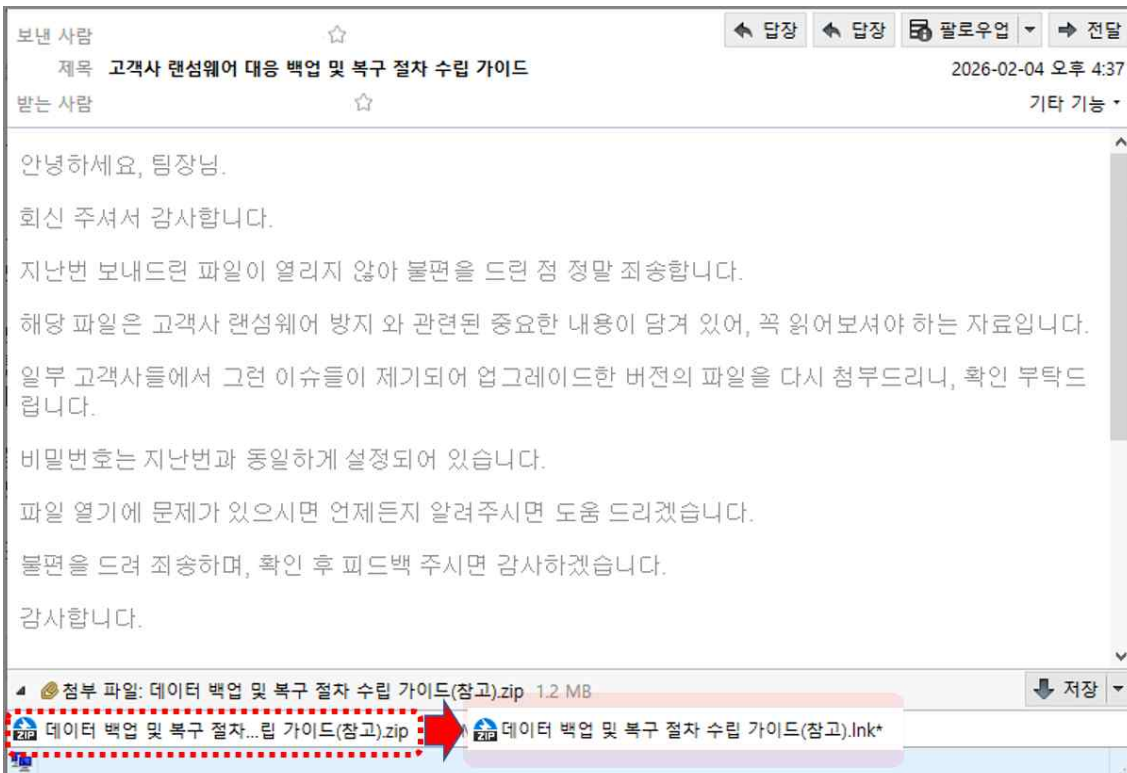 보낸 사람
답장 답장 팔로우업 전달
제목 고객사 랜섬웨어 대응 백업 및 복구 절차 수립 가이드 2026-02-04 오후 4:37
받는 사람 기타 기능
안녕하세요, 팀장님.
회신 주셔서 감사합니다.
지난번 보내드린 파일이 열리지 않아 불편을 드린 점 정말 죄송합니다.
해당 파일은 고객사 랜섬웨어 방지 와 관련된 중요한 내용이 담겨 있어, 꼭 읽어보셔야 하는 자료입니다.
일부 고객사들에서 그런 이슈들이 제기되어 업그레이드한 버전의 파일을 다시 첨부드리니, 확인 부탁드
립니다.
비밀번호는 지난번과 동일하게 설정되어 있습니다.
파일 열기에 문제가 있으시면 언제든지 알려주시면 도움 드리겠습니다.
불편을 드려 죄송하며, 확인 후 피드백 주시면 감사하겠습니다.
감사합니다.
첨부 파일: 데이터 백업 및 복구 절차 수립 가이드(참고).zip 1.2 MB 저장
ZIP 데이터 백업 및 복구 절차...립 가이드(참고).zip ZIP 데이터 백업 및 복구 절차 수립 가이드(참고).lnk*